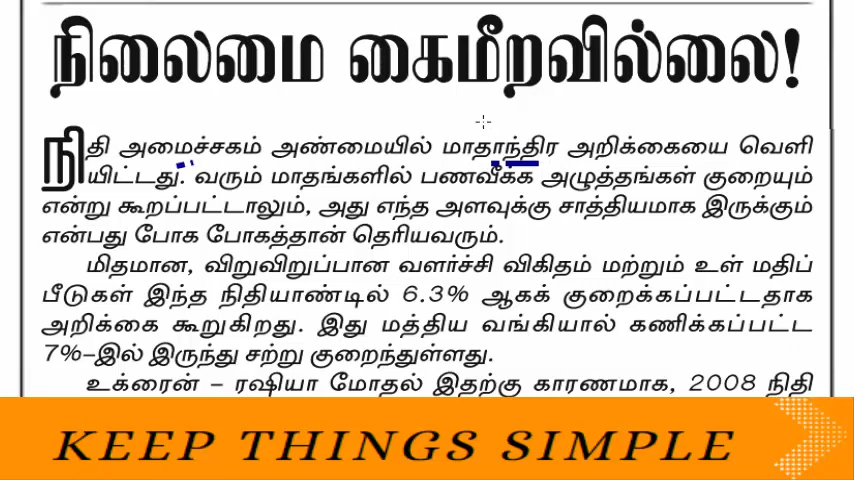 நிலைமை கைமீறவில்லை!
நிதி அமைச்சகம் அண்மையில் மாதாந்திர அறிக்கையை வெளி
யிட்டது. வரும் மாதங்களில் பணவீக்க அழுத்தங்கள் குறையும்
என்று கூறப்பட்டாலும், அது எந்த அளவுக்கு சாத்தியமாக இருக்கும்
என்பது போக போகத்தான் தெரியவரும்.
மிதமான, விறுவிறுப்பான வளர்ச்சி விகிதம் மற்றும் உள் மதிப்
பீடுகள் இந்த நிதியாண்டில் 6.3% ஆகக் குறைக்கப்பட்டதாக
அறிக்கை கூறுகிறது. இது மத்திய வங்கியால் கணிக்கப்பட்ட
7%-இல் இருந்து சற்று குறைந்துள்ளது.
உக்ரைன் - ரஷியா மோதல் இதற்கு காரணமாக, 2008 நிதி
KEEP THINGS SIMPLE